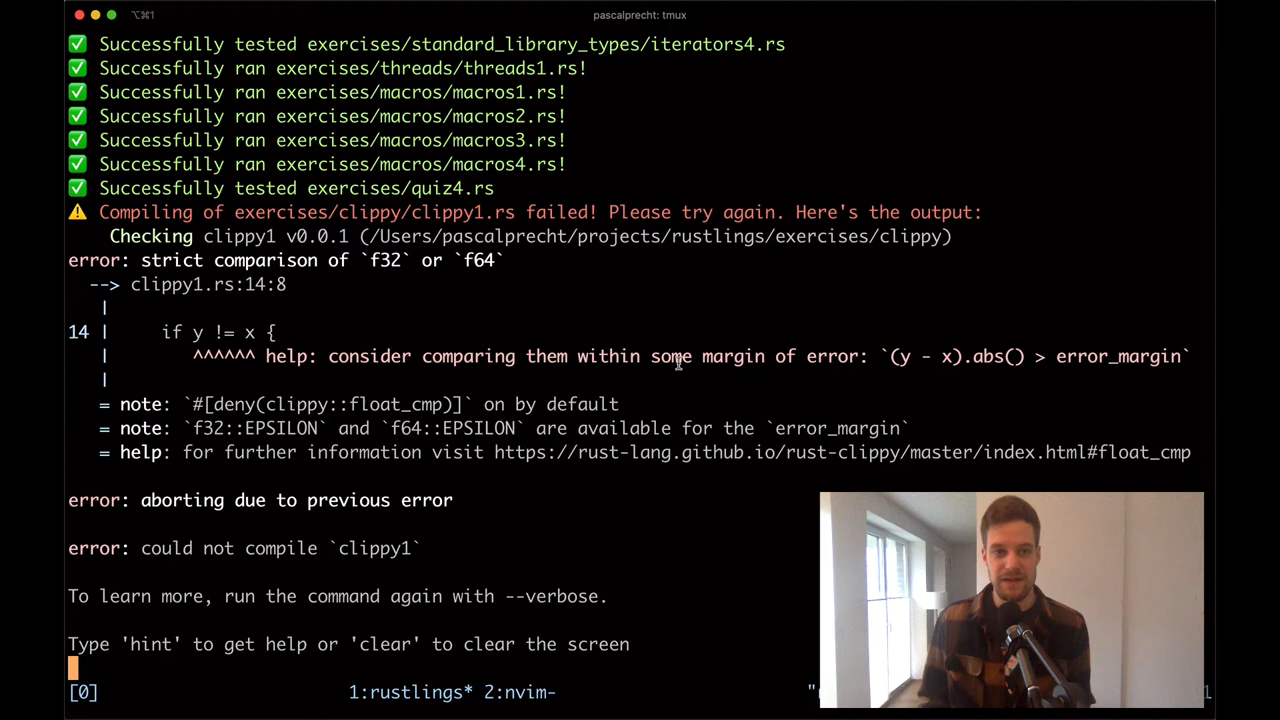 ⌥⌘1
pascalprecht: tmux
✅ Successfully tested exercises/standard_library_types/iterators4.rs
✅ Successfully ran exercises/threads/threads1.rs!
✅ Successfully ran exercises/macros/macros1.rs!
✅ Successfully ran exercises/macros/macros2.rs!
✅ Successfully ran exercises/macros/macros3.rs!
✅ Successfully ran exercises/macros/macros4.rs!
✅ Successfully tested exercises/quiz4.rs
⚠️ Compiling of exercises/clippy/clippy1.rs failed! Please try again. Here's the output:
Checking clippy1 v0.0.1 (/Users/pascalprecht/projects/rustlings/exercises/clippy)
error: strict comparison of `f32` or `f64`
--> clippy1.rs:14:8
|
14 | if y != x {
| ^^^^^^ help: consider comparing them within some margin of error: `(y - x).abs() > error_margin`
|
= note: `#[deny(clippy::float_cmp)]` on by default
= note: `f32::EPSILON` and `f64::EPSILON` are available for the `error_margin`
= help: for further information visit https://rust-lang.github.io/rust-clippy/master/index.html#float_cmp
error: aborting due to previous error
error: could not compile `clippy1`
To learn more, run the command again with --verbose.
Type 'hint' to get help or 'clear' to clear the screen
[0] 1:rustlings* 2:nvim-